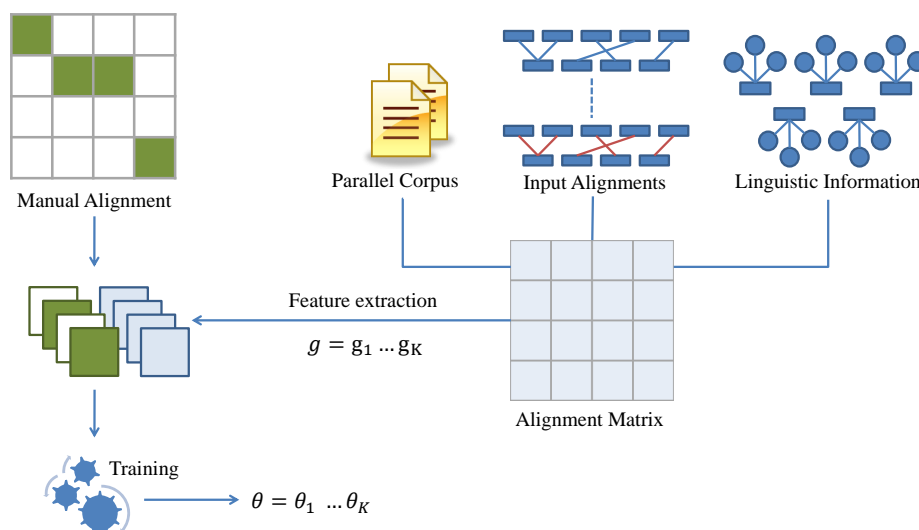 Parallel Corpus
Input Alignments
Linguistic Information
Manual Alignment
Feature extraction
g = g₁ … g_K
Alignment Matrix
Training
θ = θ₁ … θ_K